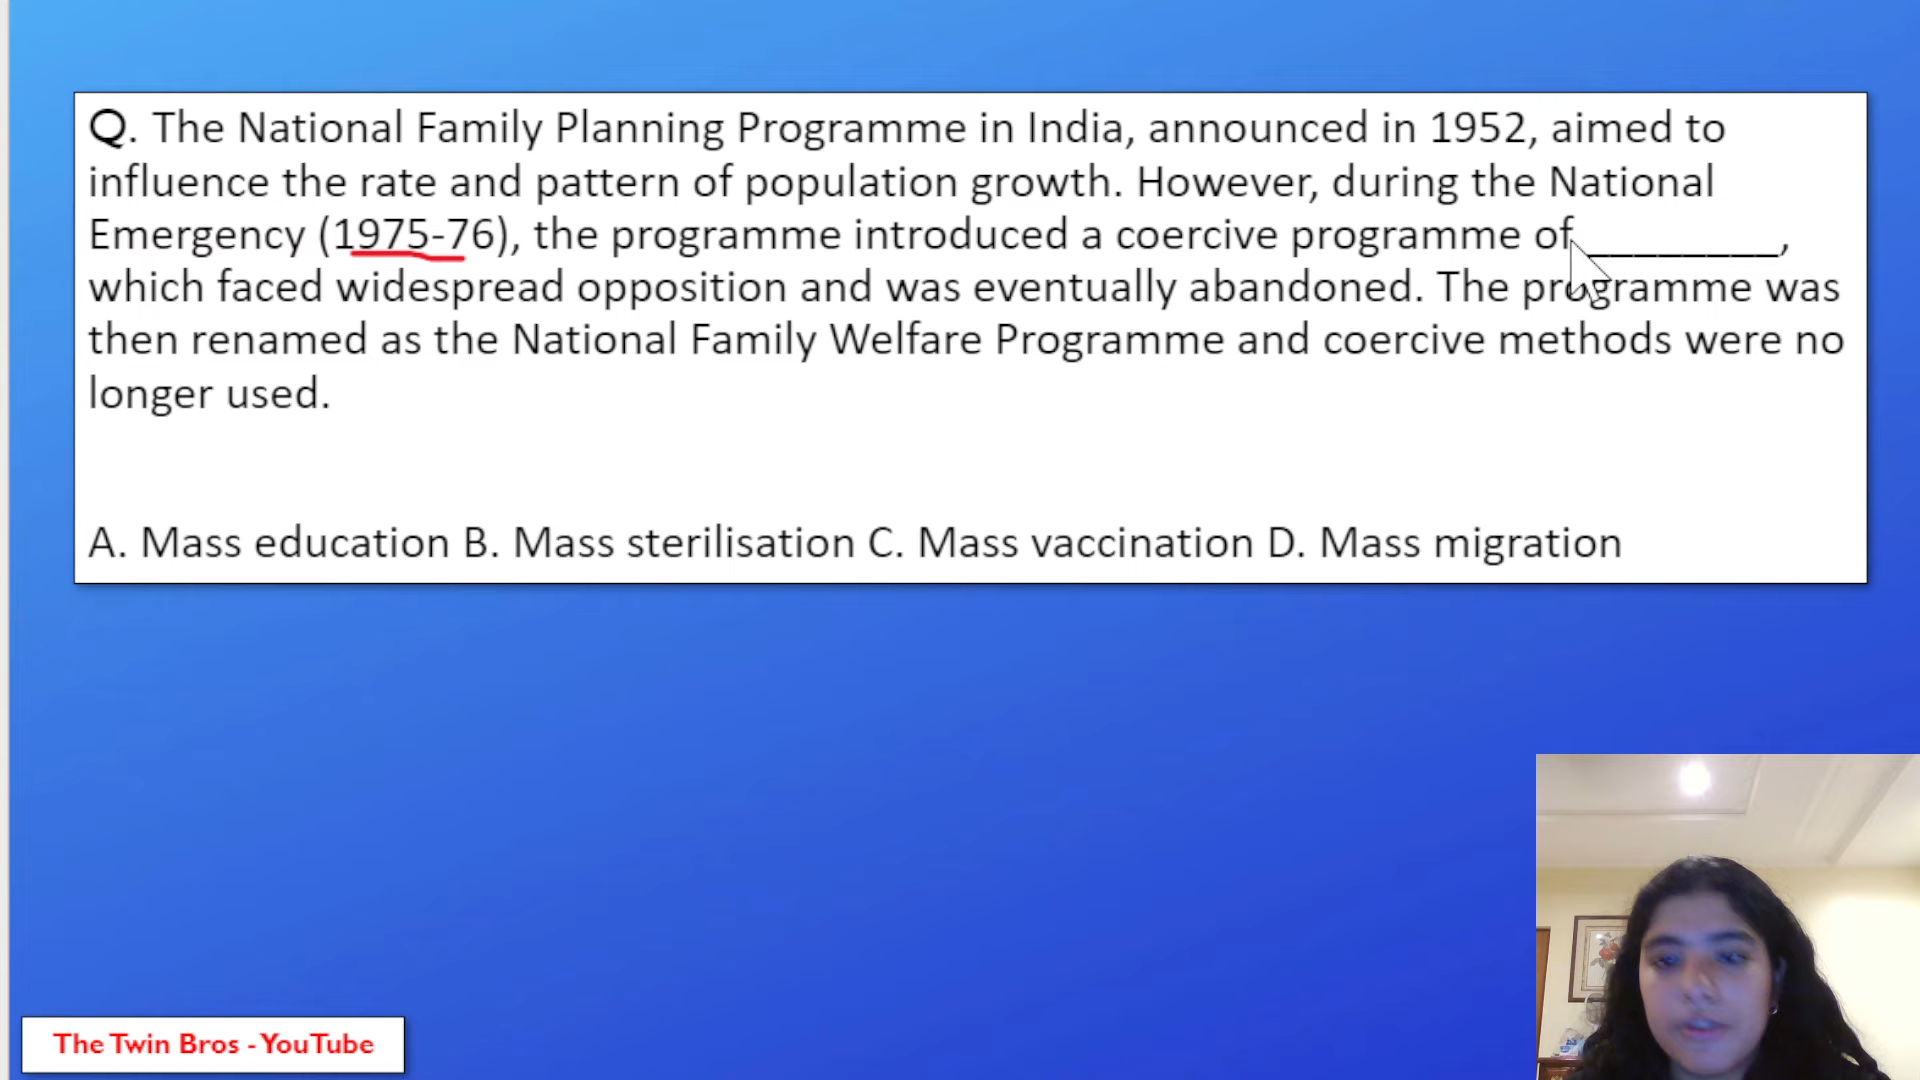 Q. The National Family Planning Programme in India, announced in 1952, aimed to
influence the rate and pattern of population growth. However, during the National
Emergency (1975-76), the programme introduced a coercive programme of_________,
which faced widespread opposition and was eventually abandoned. The programme was
then renamed as the National Family Welfare Programme and coercive methods were no
longer used.
A. Mass education B. Mass sterilisation C. Mass vaccination D. Mass migration
The Twin Bros - YouTube